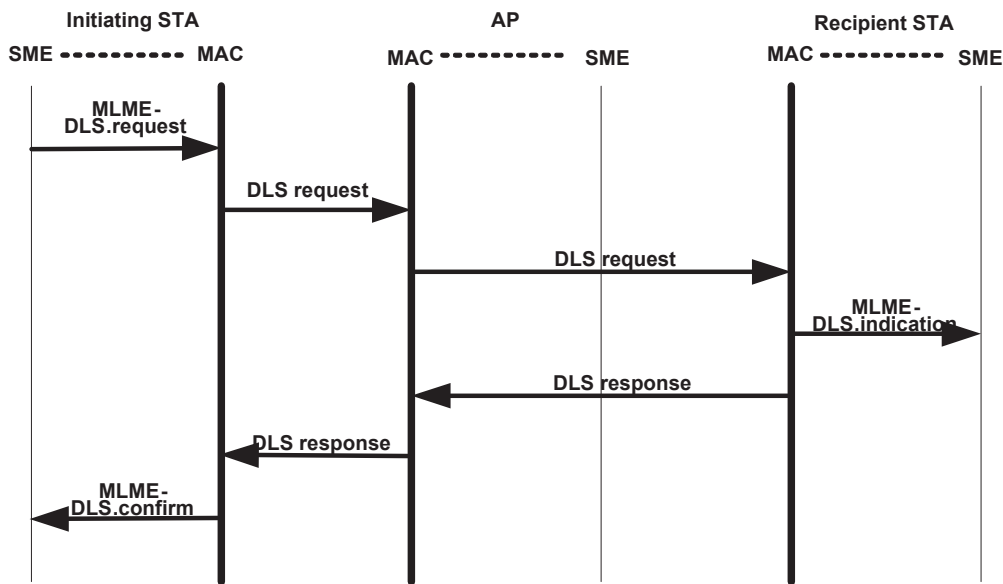 Initiating STA AP Recipient STA
SME MAC MAC SME MAC SME
MLME-
DLS.request
DLS request
DLS request
MLME-
DLS.indication
DLS response
DLS response
MLME-
DLS.confirm